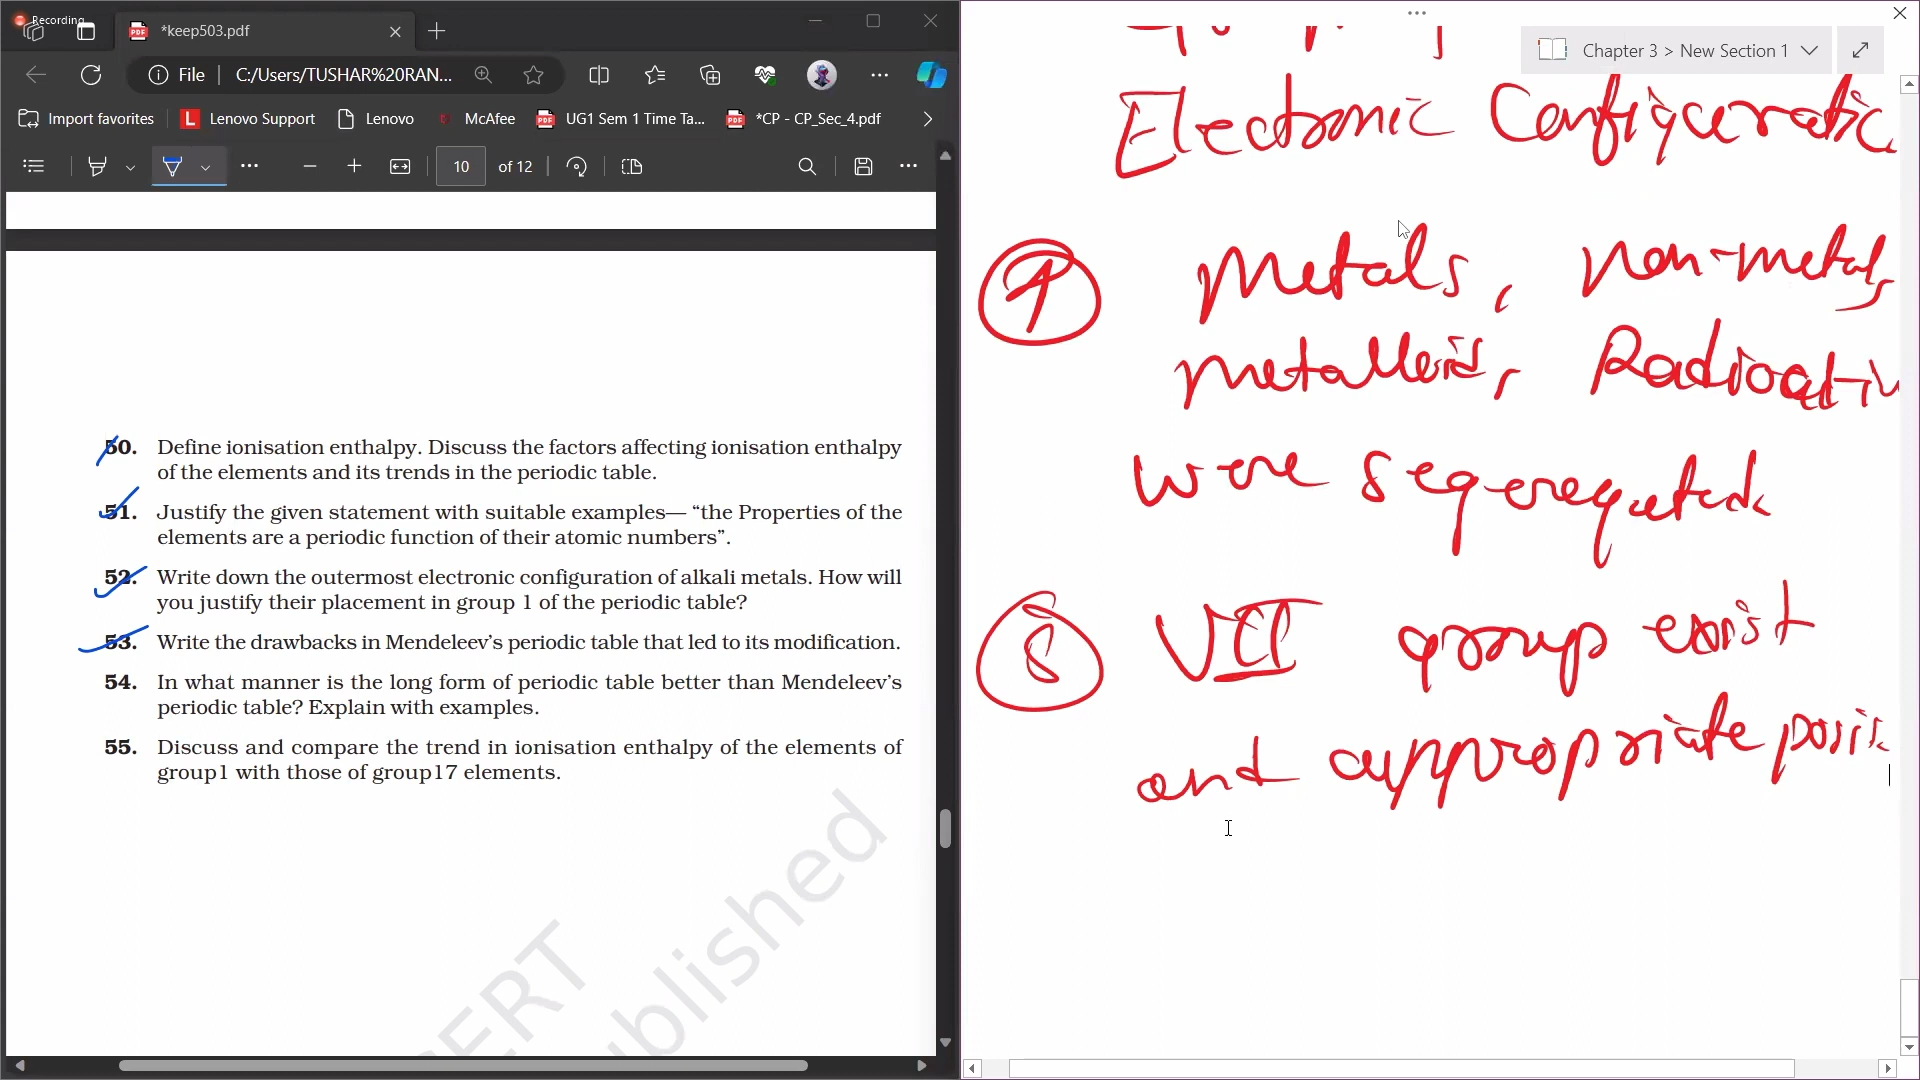 Recording
*keep503.pdf
File
C:/Users/TUSHAR%20RAN...
Import favorites
Lenovo Support
Lenovo
McAfee
UG1 Sem 1 Time Ta...
*CP - CP_Sec_4.pdf
10 of 12
50. Define ionisation enthalpy. Discuss the factors affecting ionisation enthalpy
of the elements and its trends in the periodic table.
51. Justify the given statement with suitable examples— “the Properties of the
elements are a periodic function of their atomic numbers”.
52. Write down the outermost electronic configuration of alkali metals. How will
you justify their placement in group 1 of the periodic table?
53. Write the drawbacks in Mendeleev’s periodic table that led to its modification.
54. In what manner is the long form of periodic table better than Mendeleev’s
periodic table? Explain with examples.
55. Discuss and compare the trend in ionisation enthalpy of the elements of
group1 with those of group17 elements.
ERT
ublished
Chapter 3 > New Section 1
Electronic
Metals, non-metals
metalloids, Radioactiv
were
8 VIII group exist
and appropriate